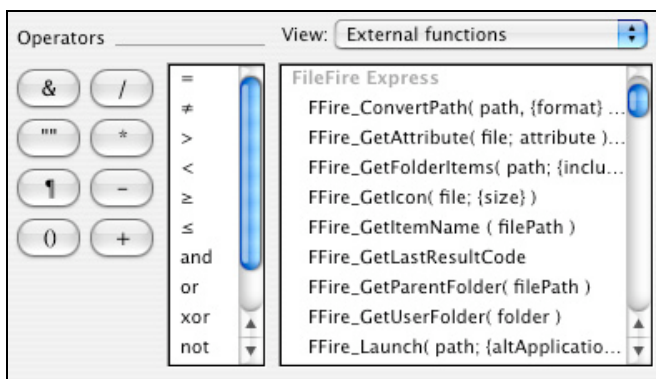 Operators
View: External functions
& /
"" *
¶ -
() +
=
≠
>
<
≥
≤
and
or
xor
not
FileFire Express
FFire_ConvertPath( path, {format} ...
FFire_GetAttribute( file; attribute )...
FFire_GetFolderItems( path; {inclu...
FFire_GetIcon( file; {size} )
FFire_GetItemName ( filePath )
FFire_GetLastResultCode
FFire_GetParentFolder( filePath )
FFire_GetUserFolder( folder )
FFire_Launch( path; {altApplicatio...